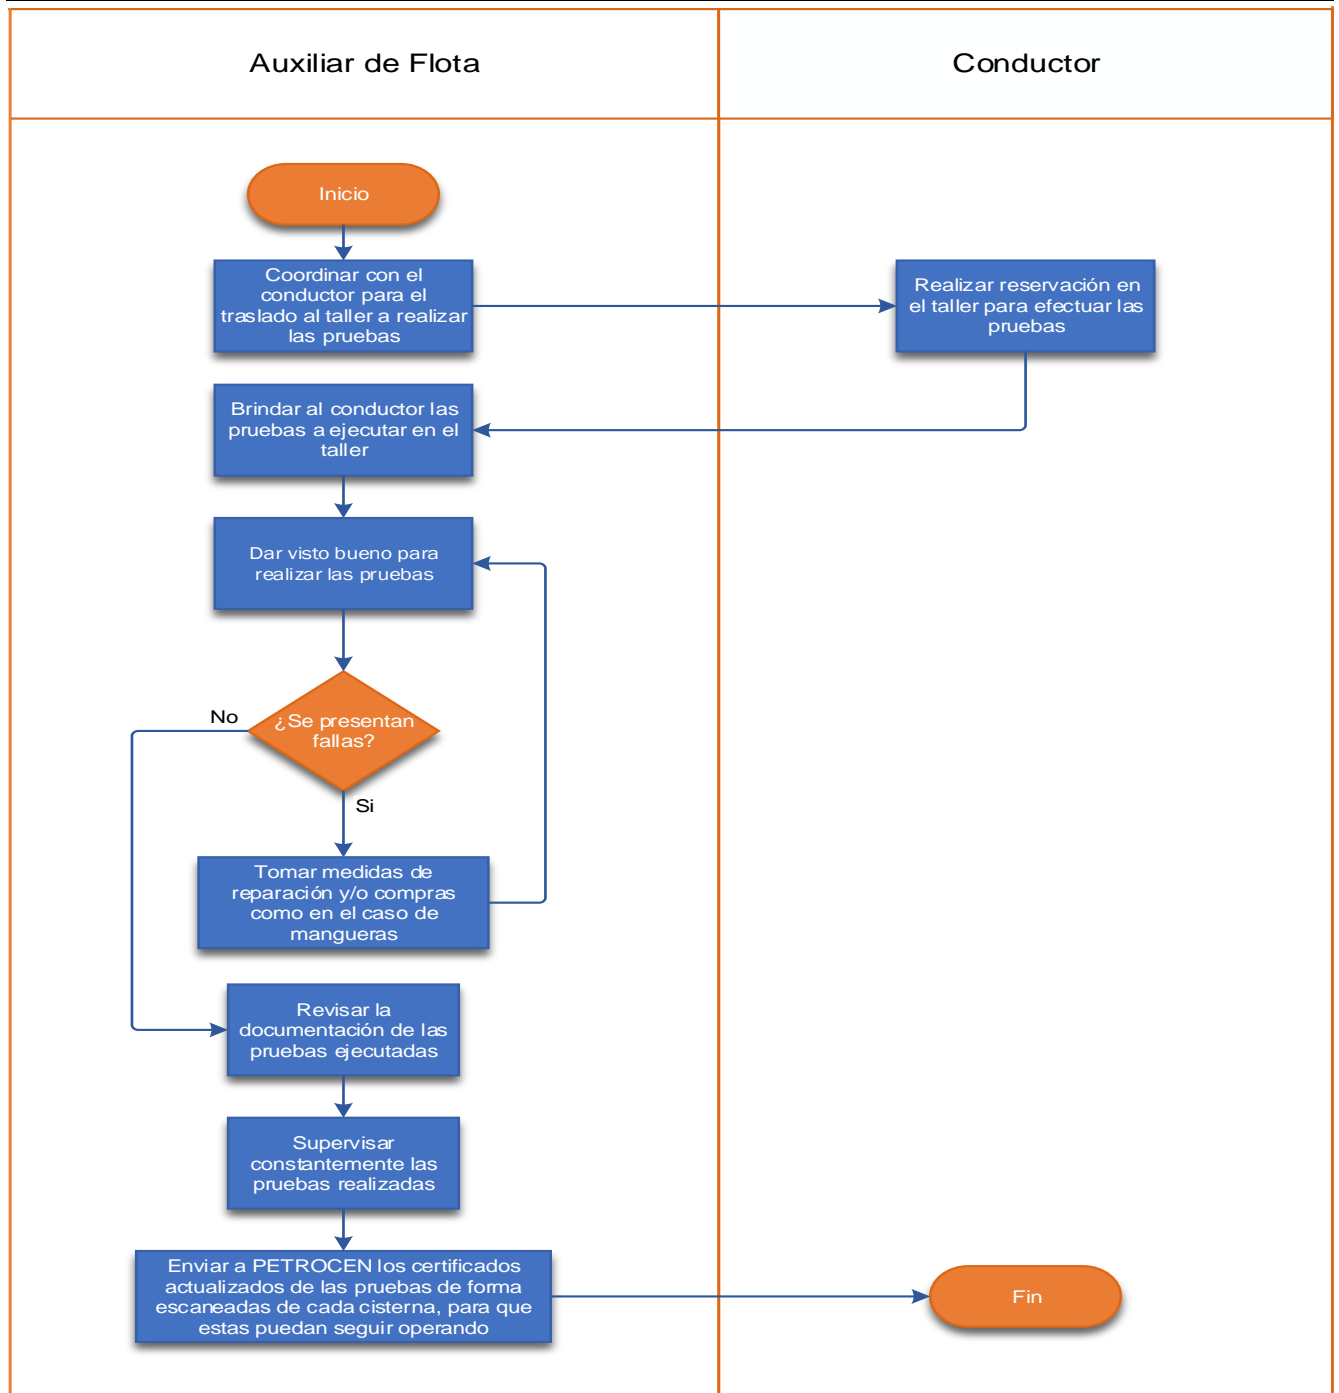 Auxiliar de Flota
Conductor
Inicio
Coordinar con el
conductor para el
traslado al taller a realizar
las pruebas
Realizar reservación en
el taller para efectuar las
pruebas
Brindar al conductor las
pruebas a ejecutar en el
taller
Dar visto bueno para
realizar las pruebas
¿Se presentan
fallas?
No
Si
Tomar medidas de
reparación y/o compras
como en el caso de
mangueras
Revisar la
documentación de las
pruebas ejecutadas
Supervisar
constantemente las
pruebas realizadas
Enviar a PETROCEN los certificados
actualizados de las pruebas de forma
escaneadas de cada cisterna, para que
estas puedan seguir operando
Fin